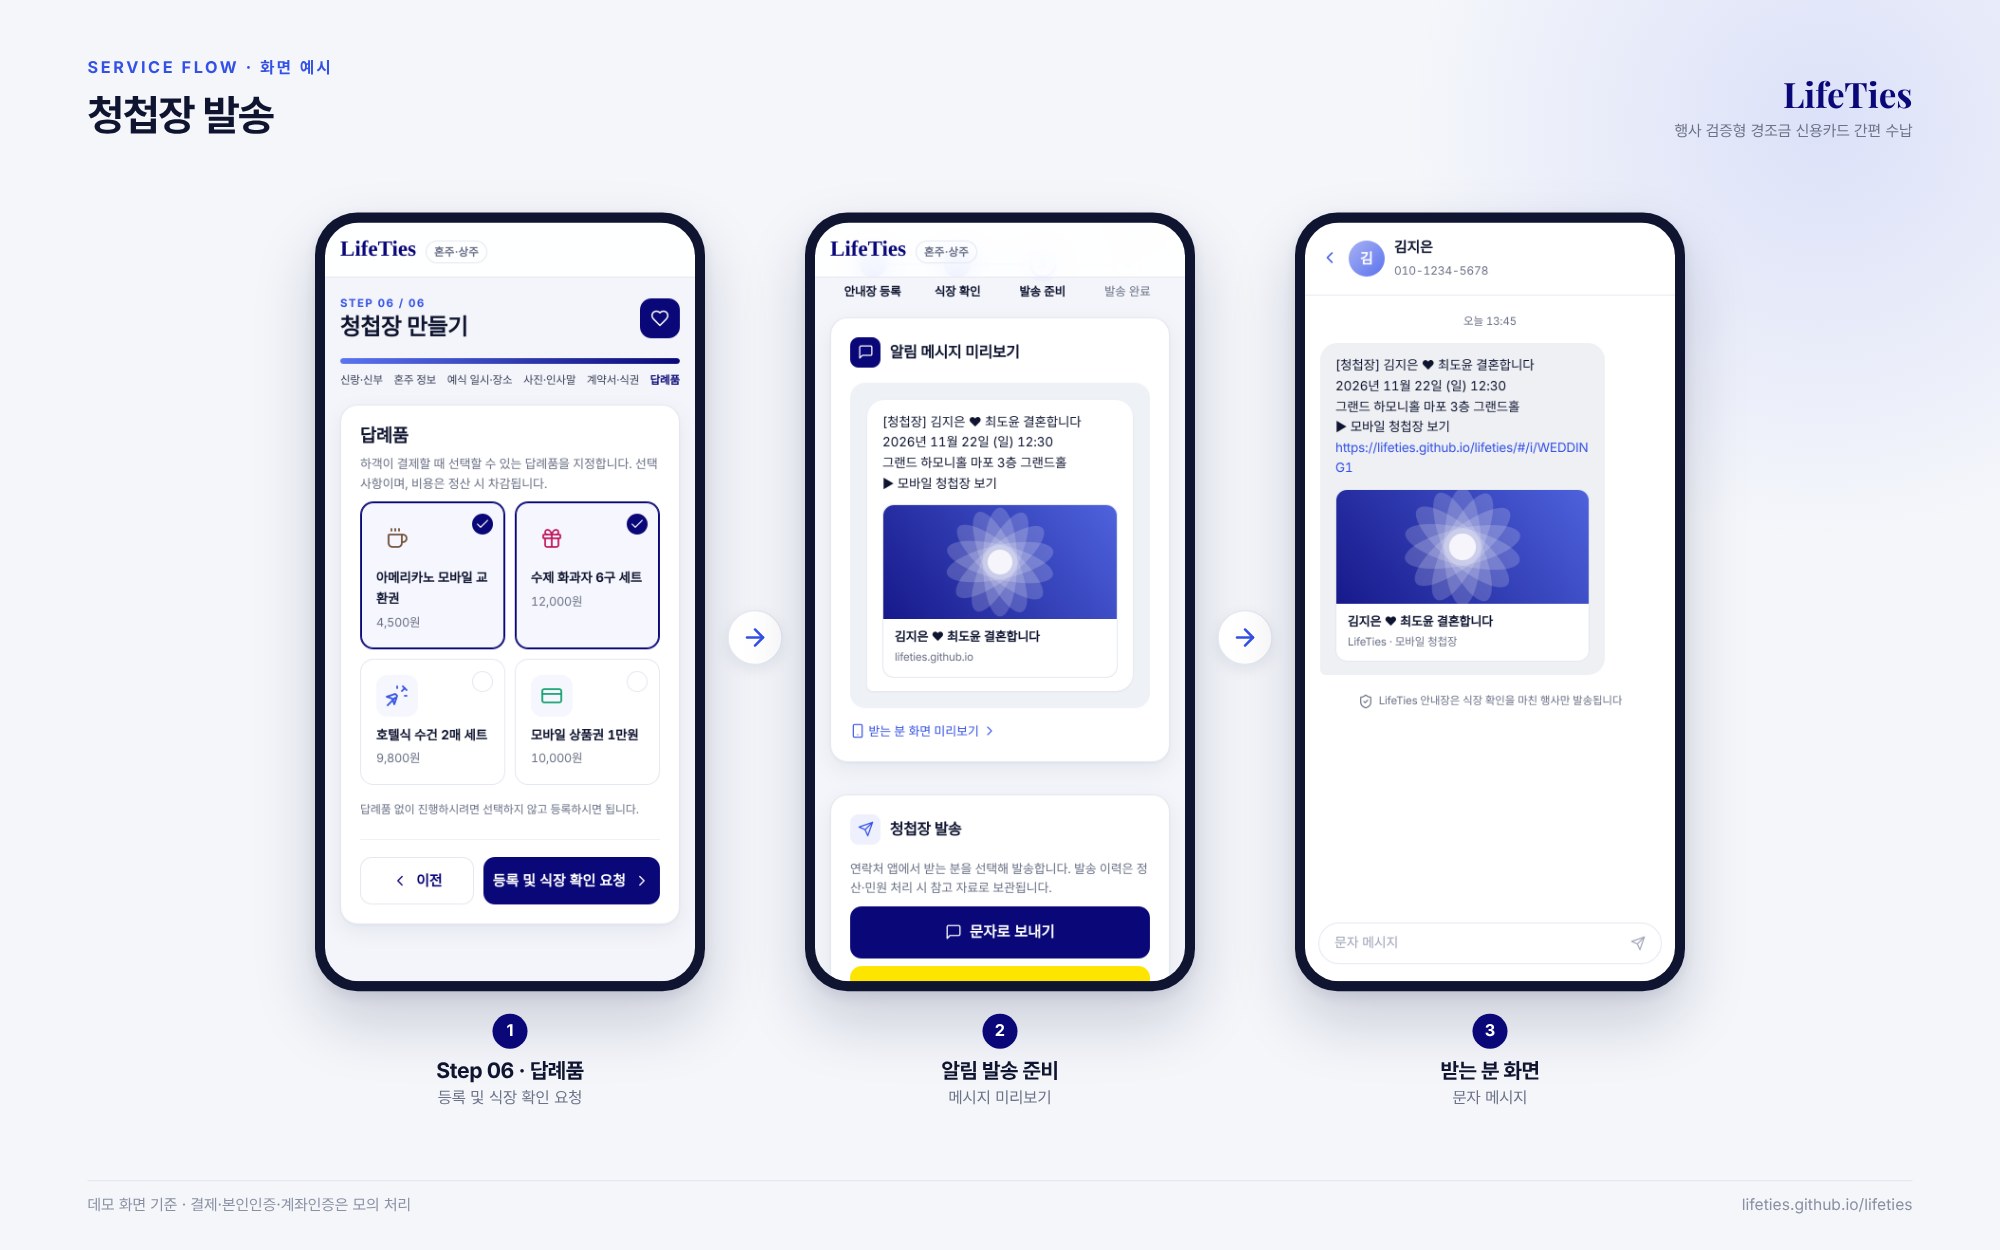 SERVICE FLOW · 화면 예시
청첩장 발송
LifeTies
행사 검증형 경조금 신용카드 간편 수납
LifeTies 혼주·상주
STEP 06 / 06
청첩장 만들기
신랑·신부 혼주 정보 예식 일시·장소 사진·인사말 계약서·식권 답례품
답례품
하객이 결제할 때 선택할 수 있는 답례품을 지정합니다. 선택
사항이며, 비용은 정산 시 차감됩니다.
아메리카노 모바일 교
환권
4,500원
수제 화과자 6구 세트
12,000원
호텔식 수건 2매 세트
9,800원
모바일 상품권 1만원
10,000원
답례품 없이 진행하시려면 선택하지 않고 등록하시면 됩니다.
이전
등록 및 식장 확인 요청
1
Step 06 · 답례품
등록 및 식장 확인 요청
LifeTies 혼주·상주
안내장 등록 식장 확인 발송 준비 발송 완료
알림 메시지 미리보기
[청첩장] 김지은 ♥ 최도윤 결혼합니다
2026년 11월 22일 (일) 12:30
그랜드 하모니홀 마포 3층 그랜드홀
▶ 모바일 청첩장 보기
김지은 ♥ 최도윤 결혼합니다
lifeties.github.io
받는 분 화면 미리보기
청첩장 발송
연락처 앱에서 받는 분을 선택해 발송합니다. 발송 이력은 정
산·민원 처리 시 참고 자료로 보관됩니다.
문자로 보내기
2
알림 발송 준비
메시지 미리보기
김
김지은
010-1234-5678
오늘 13:45
[청첩장] 김지은 ♥ 최도윤 결혼합니다
2026년 11월 22일 (일) 12:30
그랜드 하모니홀 마포 3층 그랜드홀
▶ 모바일 청첩장 보기
https://lifeties.github.io/lifeties/#/i/WEDDIN
G1
김지은 ♥ 최도윤 결혼합니다
LifeTies · 모바일 청첩장
LifeTies 안내장은 식장 확인을 마친 행사만 발송됩니다
문자 메시지
3
받는 분 화면
문자 메시지
데모 화면 기준 · 결제·본인인증·계좌인증은 모의 처리
lifeties.github.io/lifeties